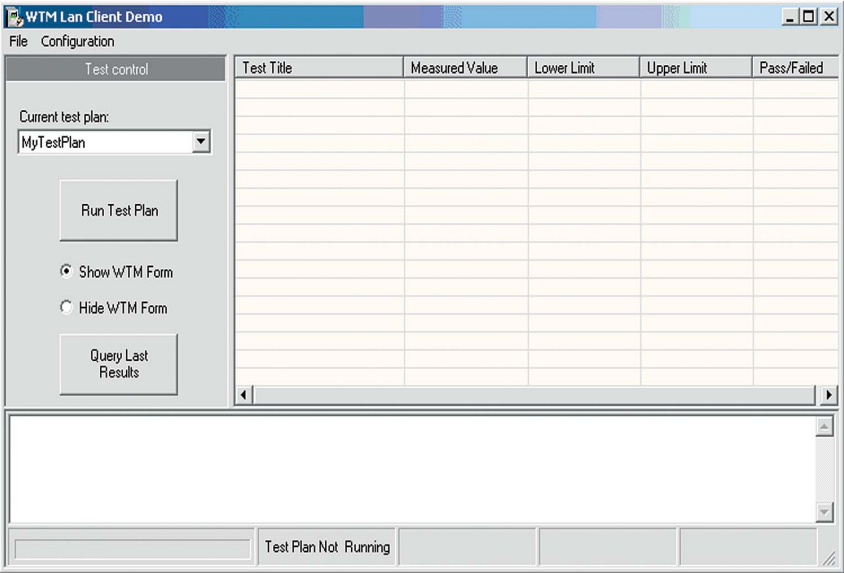 WTM Lan Client Demo
File Configuration
Test control
Current test plan:
MyTestPlan
Run Test Plan
Show WTM Form
Hide WTM Form
Query Last
Results
Test Title Measured Value Lower Limit Upper Limit Pass/Failed
Test Plan Not Running